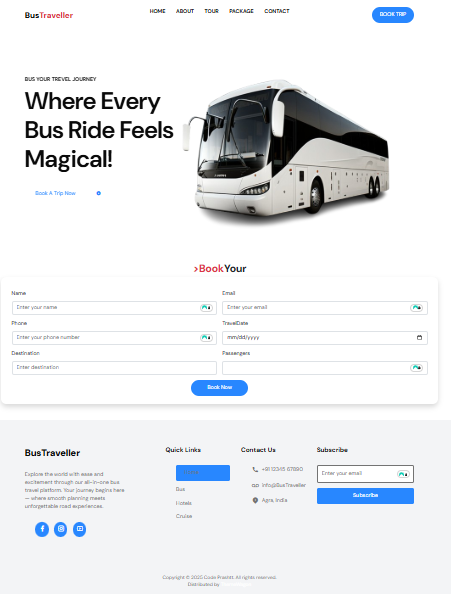 BusTraveller
HOME ABOUT TOUR PACKAGE CONTACT
BOOK TRIP
BUS YOUR TREVEL JOURNEY
Where Every
Bus Ride Feels
Magical!
Book A Trip Now
>BookYour
Name
Enter your name
Email
Enter your email
Phone
Enter your phone number
TravelDate
mm/dd/yyyy
Destination
Enter destination
Passengers
Book Now
BusTraveller
Explore the world with ease and
excitement through our all-in-one bus
travel platform. Your journey begins here
— where smooth planning meets
unforgettable road experiences.
Quick Links
Bus
Hotels
Cruise
Contact Us
+91 12345 67890
info@BusTraveller
Agra, India
Subscribe
Enter your email
Subscribe
Copyright © 2025 Code Prashtt. All rights reserved.
Distributed by